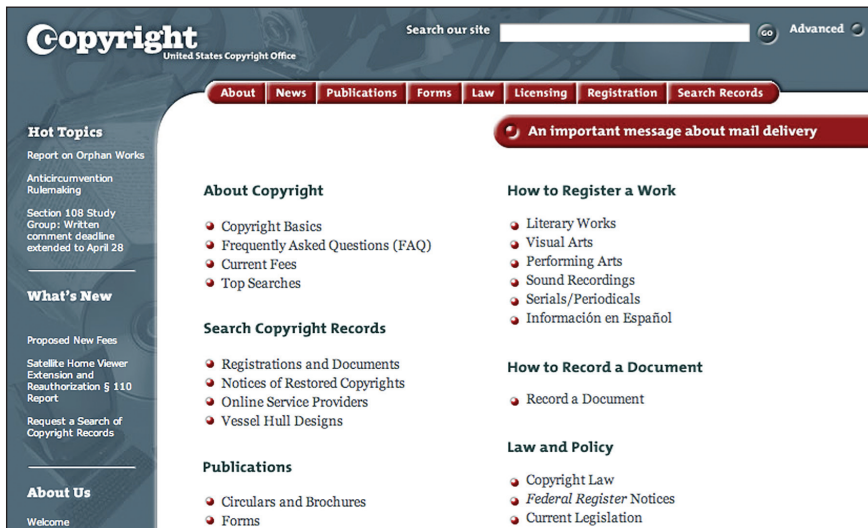 Copyright
United States Copyright Office
Search our site
GO
Advanced
About
News
Publications
Forms
Law
Licensing
Registration
Search Records
An important message about mail delivery
Hot Topics
Report on Orphan Works
Anticircumvention
Rulemaking
Section 108 Study
Group: Written
comment deadline
extended to April 28
What's New
Proposed New Fees
Satellite Home Viewer
Extension and
Reauthorization § 110
Report
Request a Search of
Copyright Records
About Us
Welcome
About Copyright
Copyright Basics
Frequently Asked Questions (FAQ)
Current Fees
Top Searches
Search Copyright Records
Registrations and Documents
Notices of Restored Copyrights
Online Service Providers
Vessel Hull Designs
Publications
Circulars and Brochures
Forms
How to Register a Work
Literary Works
Visual Arts
Performing Arts
Sound Recordings
Serials/Periodicals
Información en Español
How to Record a Document
Record a Document
Law and Policy
Copyright Law
Federal Register Notices
Current Legislation